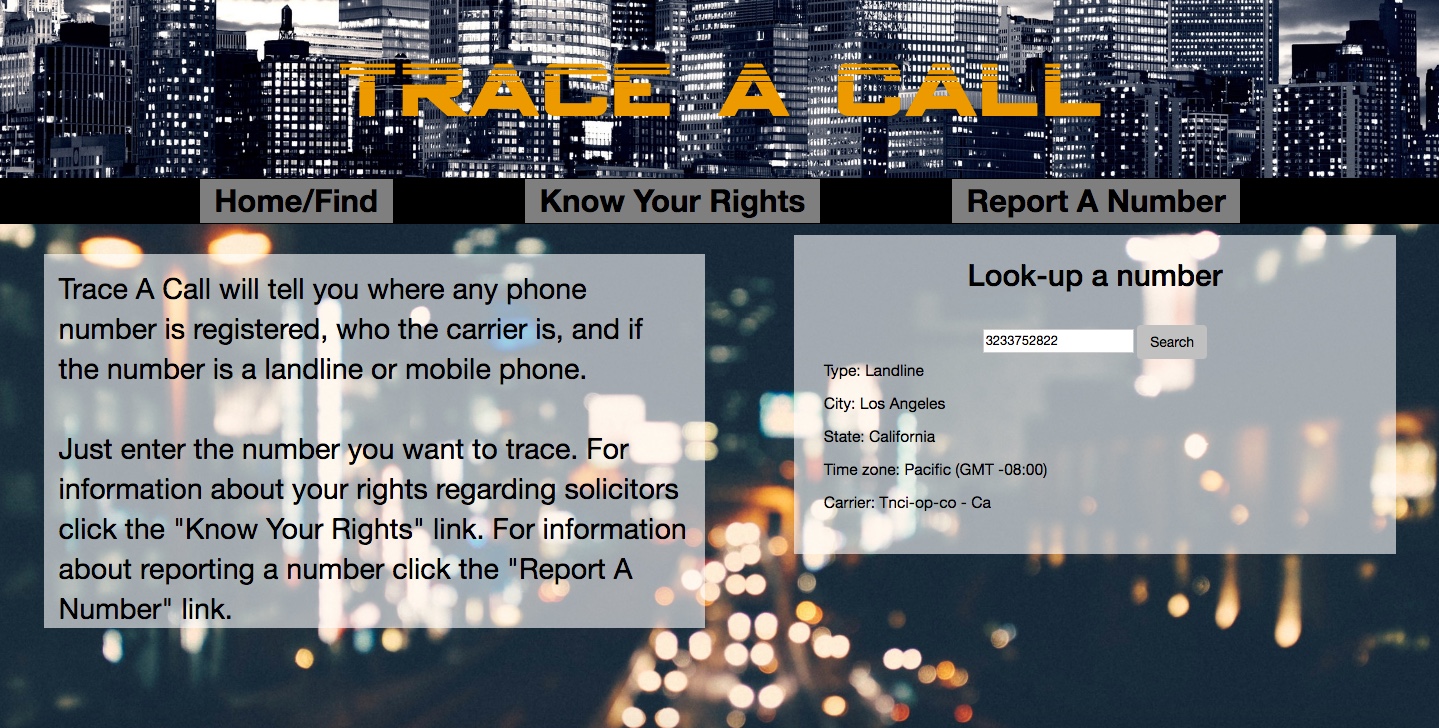 TRACE A CALL
Home/Find
Know Your Rights
Report A Number
Trace A Call will tell you where any phone
number is registered, who the carrier is, and if
the number is a landline or mobile phone.
Just enter the number you want to trace. For
information about your rights regarding solicitors
click the "Know Your Rights" link. For information
about reporting a number click the "Report A
Number" link.
Look-up a number
3233752822
Search
Type: Landline
City: Los Angeles
State: California
Time zone: Pacific (GMT -08:00)
Carrier: Tnci-op-co - Ca